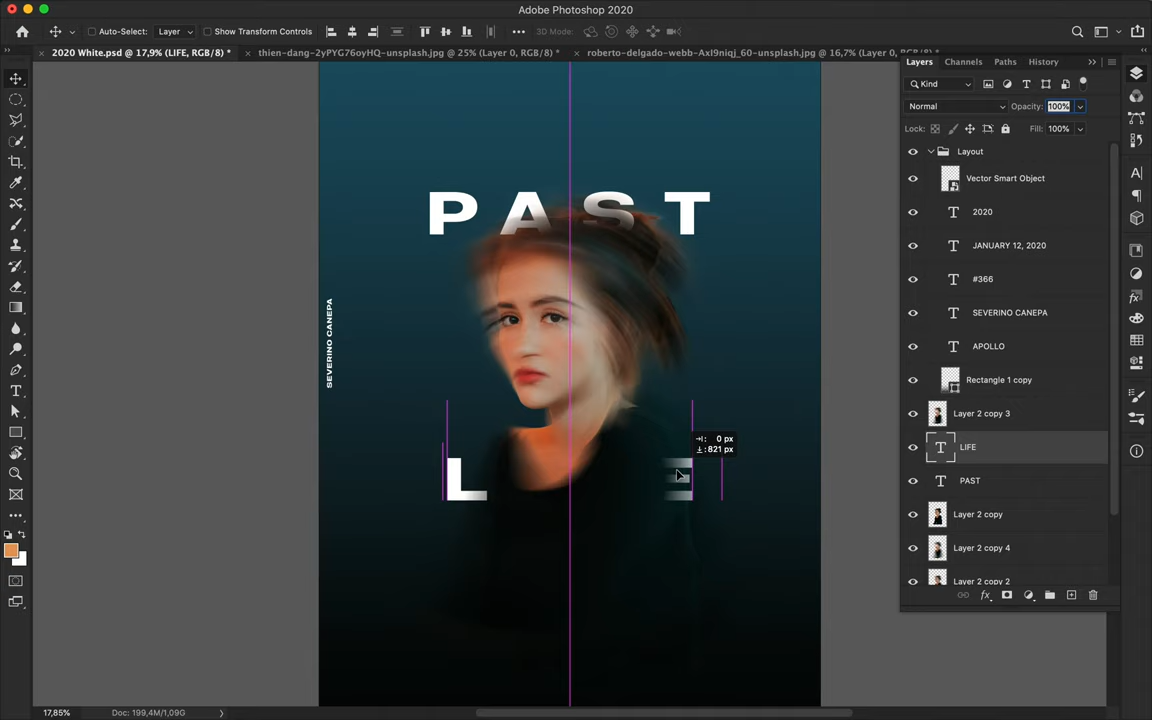 Adobe Photoshop 2020
Auto-Select: Layer Show Transform Controls 3D Mode:
2020 White.psd @ 17,9% (LIFE, RGB/8) * thien-dang-2yPYG76oyHQ-unsplash.jpg @ 25% (Layer 0, RGB/8) * roberto-delgado-webb-AxI9niqj_60-unsplash.jpg @ 16,7% (Layer 0, RGB/8) *
Layers Channels Paths History
Kind
Normal Opacity: 100%
Lock: Fill: 100%
Layout
Vector Smart Object
2020
JANUARY 12, 2020
#366
SEVERINO CANEPA
APOLLO
Rectangle 1 copy
Layer 2 copy 3
LIFE
PAST
Layer 2 copy
Layer 2 copy 4
Layer 2 copy 2
PAST
SEVERINO CANEPA
L E
0 px
:821 px
17,85% Doc: 199,4M/1,09G